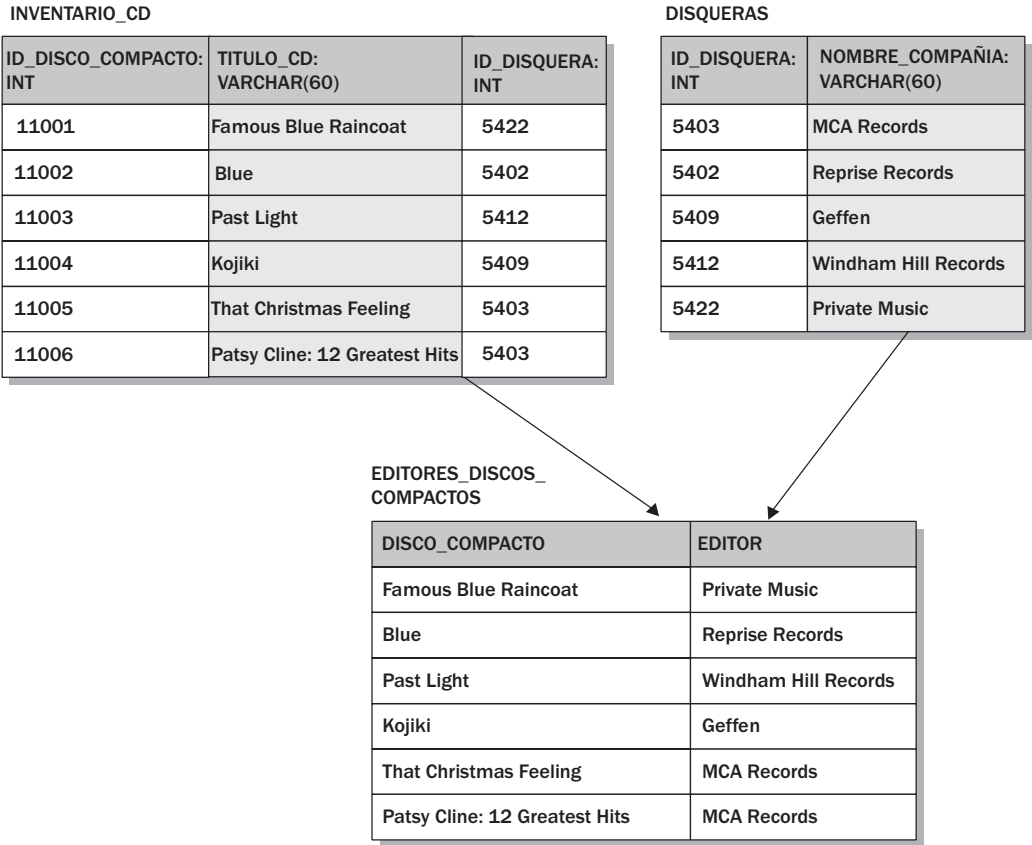 INVENTARIO_CD
ID_DISCO_COMPACTO: INT
TITULO_CD: VARCHAR(60)
ID_DISQUERA: INT
11001 Famous Blue Raincoat 5422
11002 Blue 5402
11003 Past Light 5412
11004 Kojiki 5409
11005 That Christmas Feeling 5403
11006 Patsy Cline: 12 Greatest Hits 5403
DISQUERAS
ID_DISQUERA: INT
NOMBRE_COMPAÑIA: VARCHAR(60)
5403 MCA Records
5402 Reprise Records
5409 Geffen
5412 Windham Hill Records
5422 Private Music
EDITORES_DISCOS_
COMPACTOS
DISCO_COMPACTO EDITOR
Famous Blue Raincoat Private Music
Blue Reprise Records
Past Light Windham Hill Records
Kojiki Geffen
That Christmas Feeling MCA Records
Patsy Cline: 12 Greatest Hits MCA Records